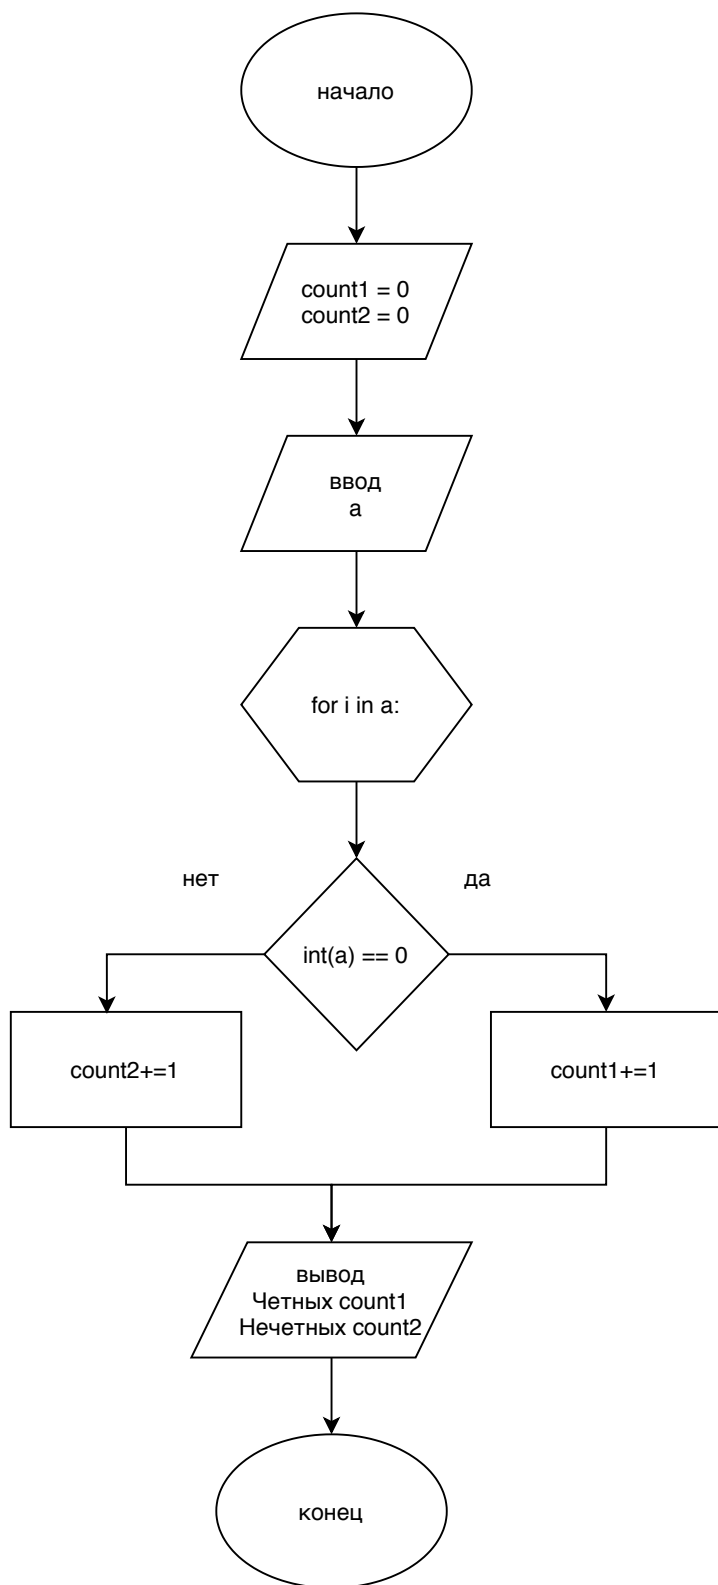 начало
count1 = 0
count2 = 0
ввод
a
for i in a:
нет
да
int(a) == 0
count2+=1
count1+=1
вывод
Четных count1
Нечетных count2
конец